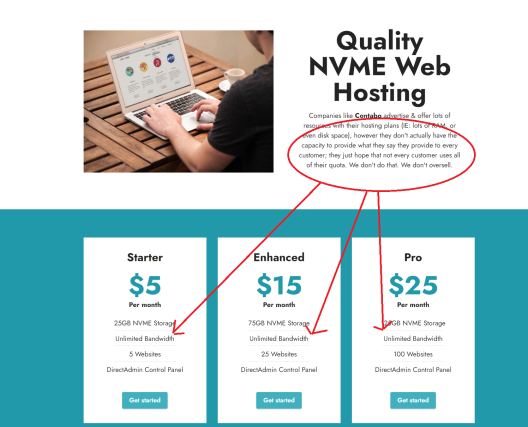 Quality
NVME Web
Hosting
Companies like Contabo advertise & offer lots of
resources with their hosting plans (IE: lots of RAM, or
even disk space), however they don't actually have the
capacity to provide what they say they provide to every
customer; they just hope that not every customer uses all
of their quota. We don't do that. We don't oversell.
Starter
$5
Per month
25GB NVME Storage
Unlimited Bandwidth
5 Websites
DirectAdmin Control Panel
Get started
Enhanced
$15
Per month
75GB NVME Storage
Unlimited Bandwidth
25 Websites
DirectAdmin Control Panel
Get started
Pro
$25
Per month
NVME Storage
Unlimited Bandwidth
100 Websites
DirectAdmin Control Panel
Get started